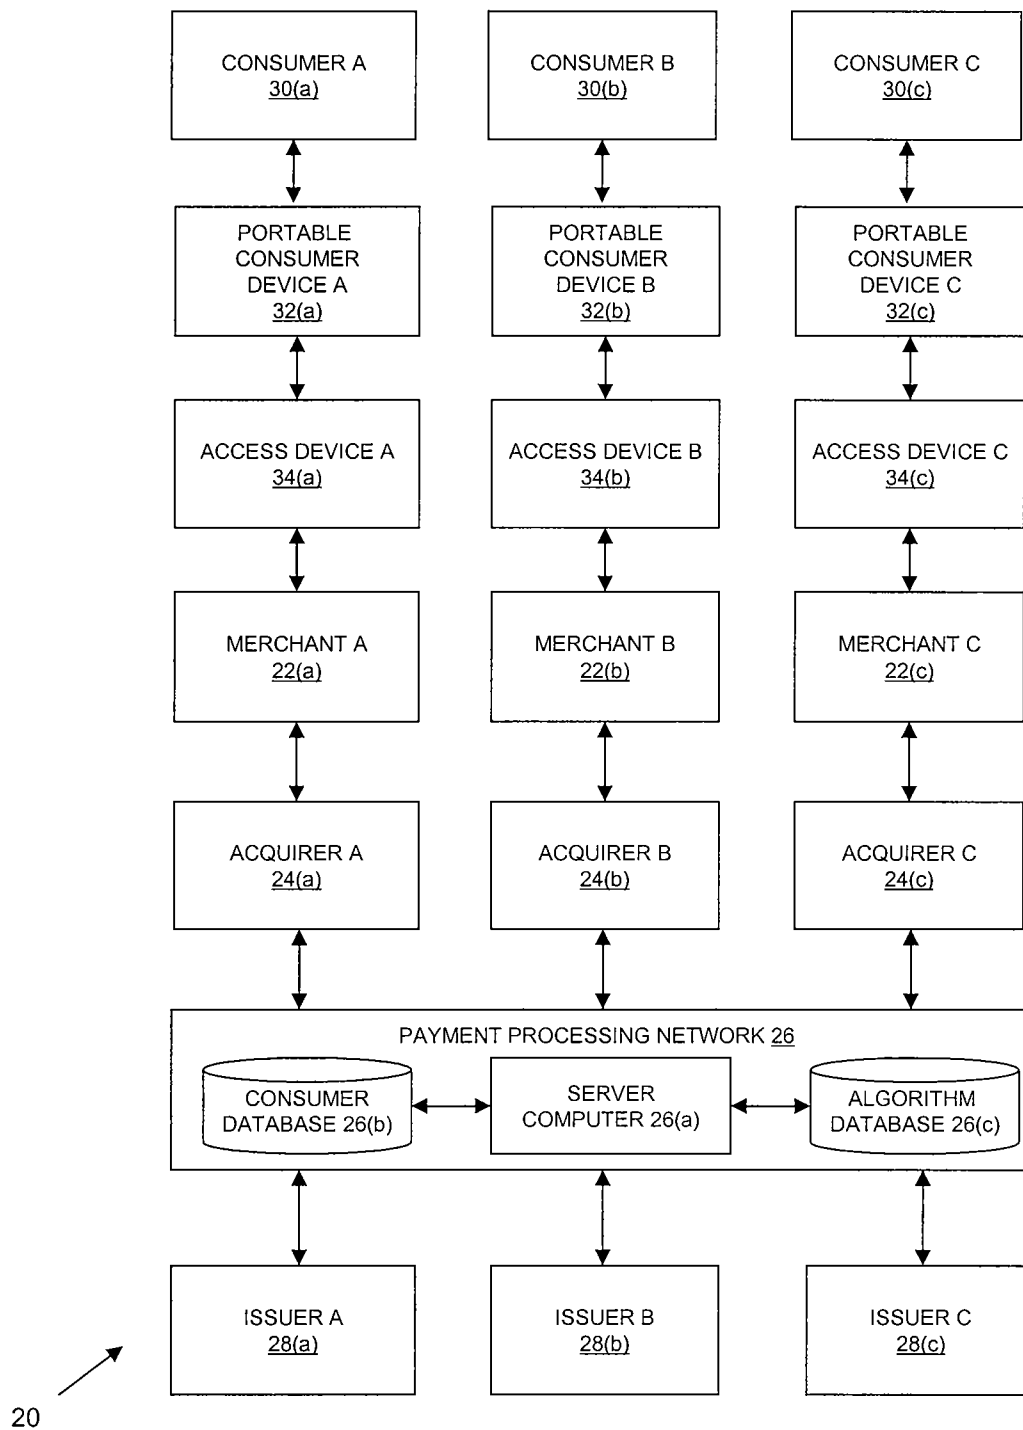 CONSUMER A
30(a)
CONSUMER B
30(b)
CONSUMER C
30(c)
PORTABLE
CONSUMER
DEVICE A
32(a)
PORTABLE
CONSUMER
DEVICE B
32(b)
PORTABLE
CONSUMER
DEVICE C
32(c)
ACCESS DEVICE A
34(a)
ACCESS DEVICE B
34(b)
ACCESS DEVICE C
34(c)
MERCHANT A
22(a)
MERCHANT B
22(b)
MERCHANT C
22(c)
ACQUIRER A
24(a)
ACQUIRER B
24(b)
ACQUIRER C
24(c)
PAYMENT PROCESSING NETWORK 26
CONSUMER
DATABASE 26(b)
SERVER
COMPUTER 26(a)
ALGORITHM
DATABASE 26(c)
ISSUER A
28(a)
ISSUER B
28(b)
ISSUER C
28(c)
20